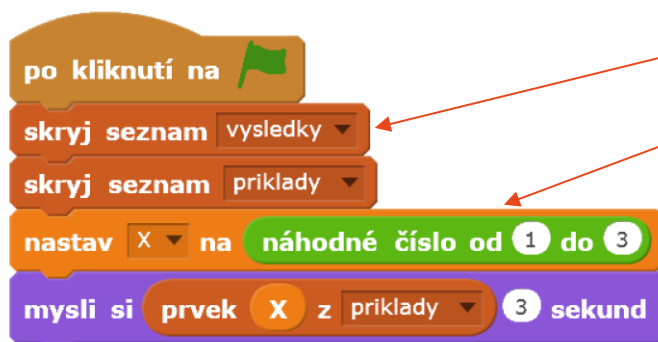 po kliknutí na
skryj seznam vysledky
skryj seznam priklady
nastav X na náhodné číslo od 1 do 3
mysli si prvek X z priklady 3 sekund